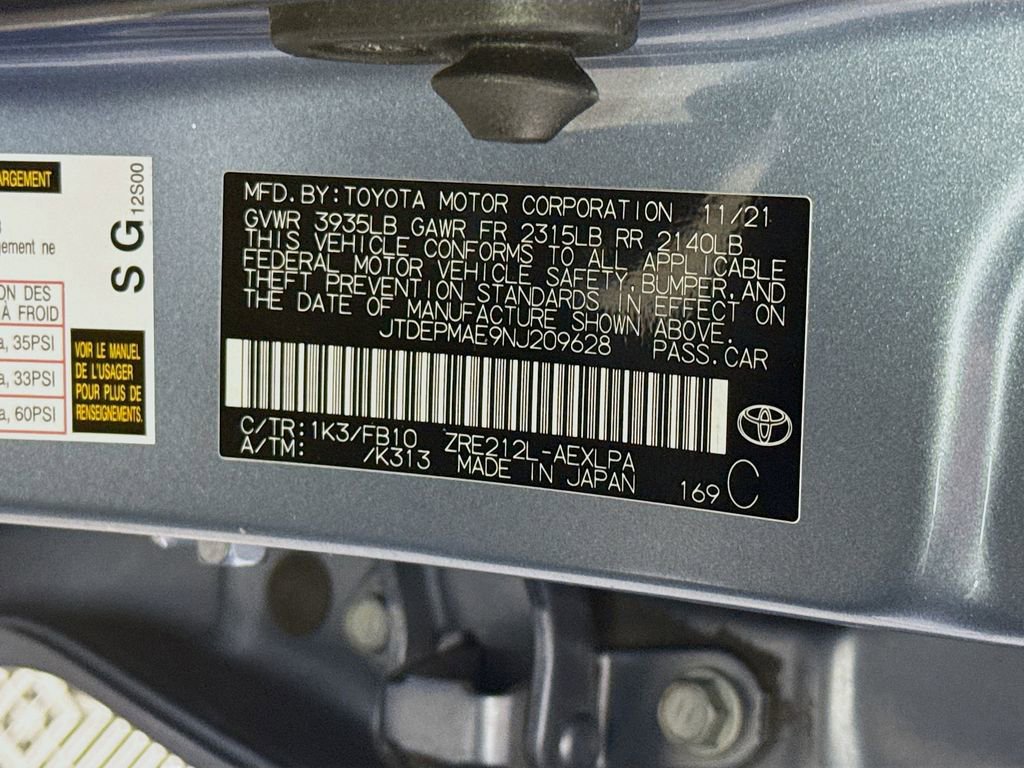 ARGEMENT
ement ne
ON DES
À FROID
a, 35PSI
a, 33PSI
a, 60PSI
SG
12S00
VOIR LE MANUEL
DE L'USAGER
POUR PLUS DE
RENSEIGNEMENTS.
MFD. BY: TOYOTA MOTOR CORPORATION 11/21
GVWR 3935LB GAWR FR 2315LB RR 2140LB
THIS VEHICLE CONFORMS TO ALL APPLICABLE
FEDERAL MOTOR VEHICLE SAFETY, BUMPER, AND
THEFT PREVENTION STANDARDS IN EFFECT ON
THE DATE OF MANUFACTURE SHOWN ABOVE.
JTDEPMAE9NJ209628 PASS. CAR
C/TR: 1K3/FB10 ZRE212L-AEXLPA
A/TM: /K313 MADE IN JAPAN
169 C